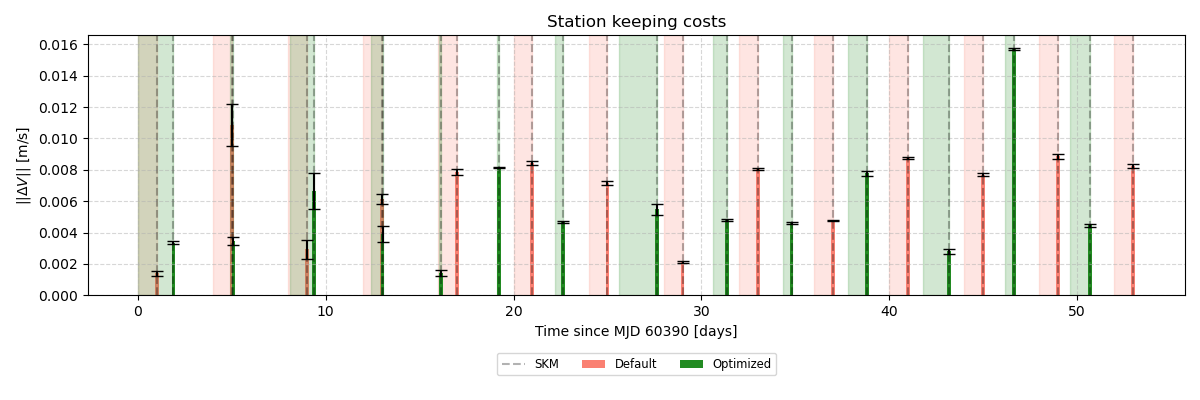 Station keeping costs
||ΔV|| [m/s]
0.016
0.014
0.012
0.010
0.008
0.006
0.004
0.002
0.000
0 10 20 30 40 50
Time since MJD 60390 [days]
SKM Default Optimized